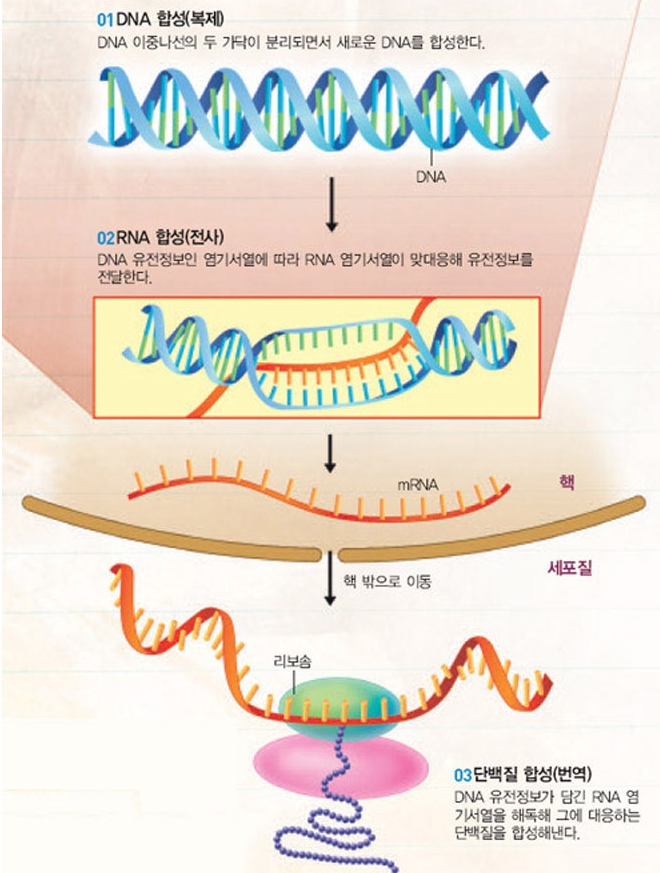 01 DNA 합성(복제)
DNA 이중나선의 두 가닥이 분리되면서 새로운 DNA를 합성한다.
DNA
02 RNA 합성(전사)
DNA 유전정보인 염기서열에 따라 RNA 염기서열이 맞대응해 유전정보를
전달한다.
mRNA
핵
세포질
핵 밖으로 이동
리보솜
03 단백질 합성(번역)
DNA 유전정보가 담긴 RNA 염
기서열을 해독해 그에 대응하는
단백질을 합성해낸다.